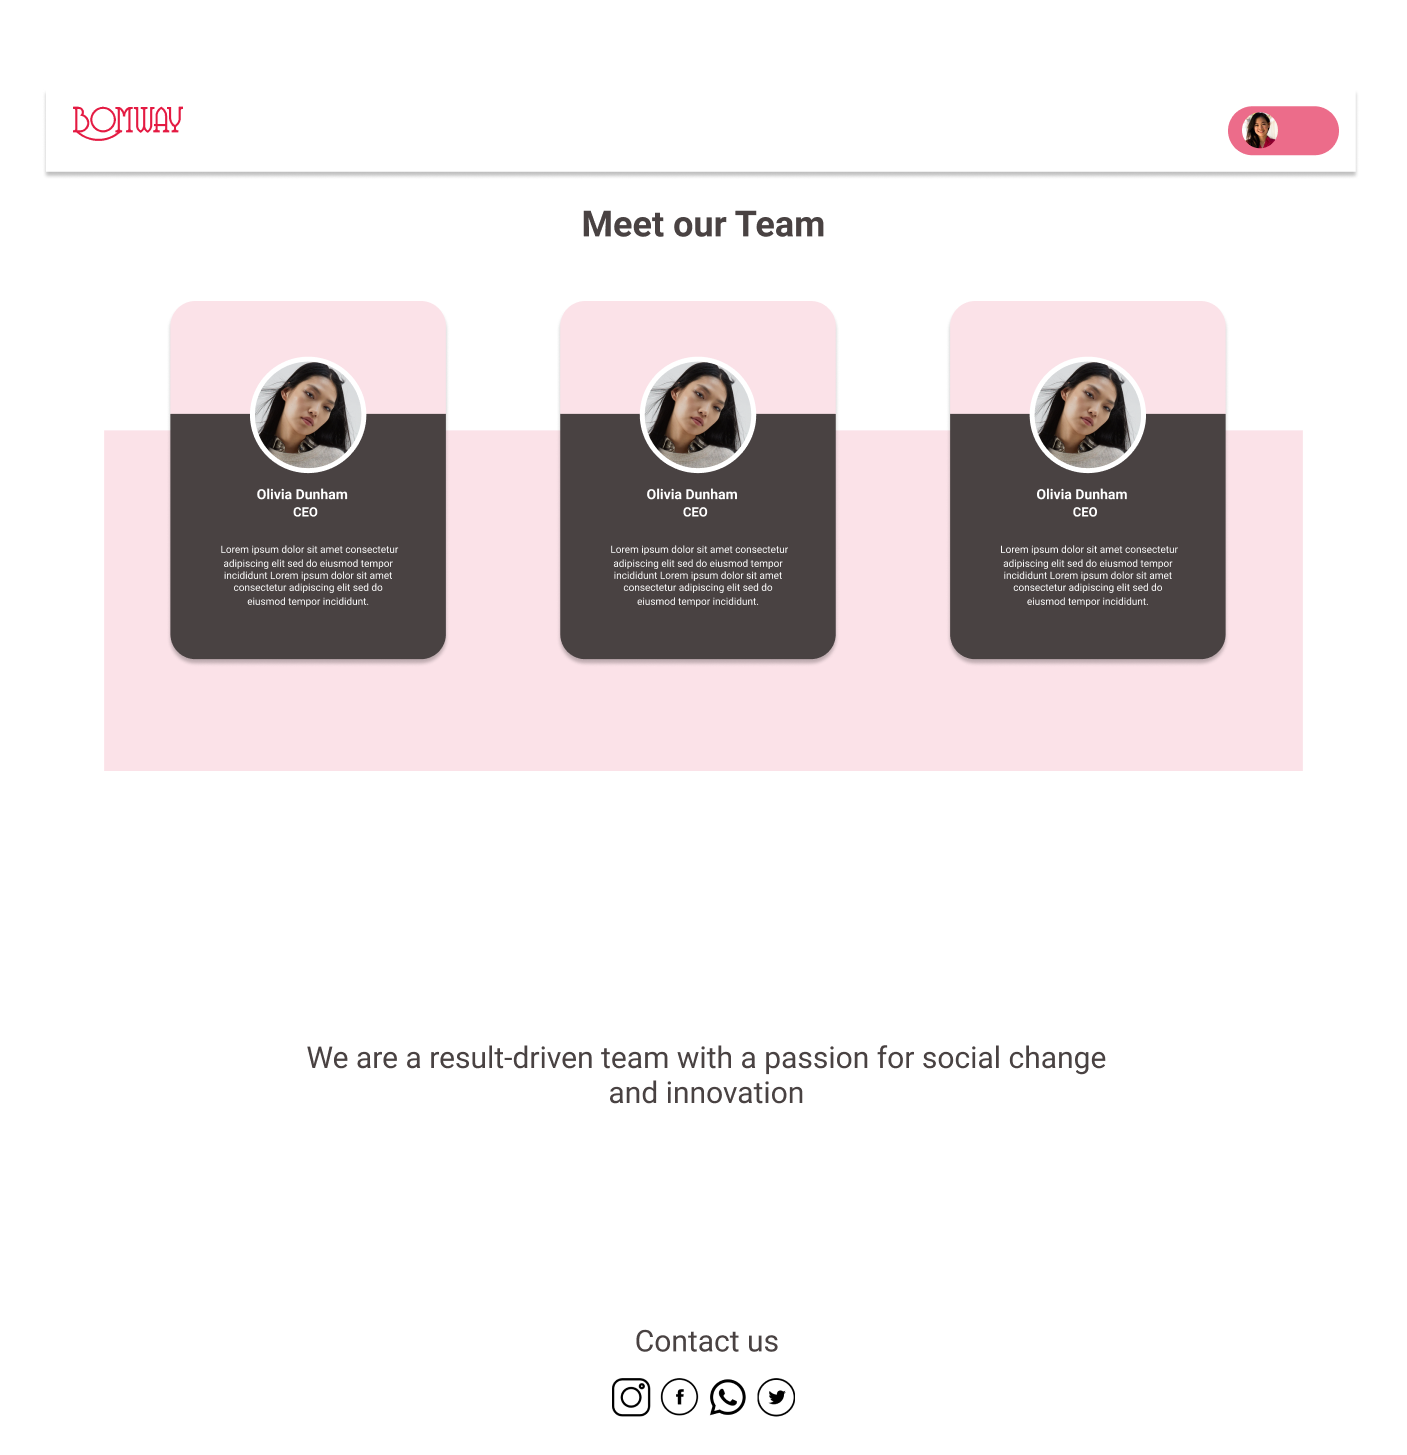 BOMWAY
Meet our Team
Olivia Dunham
CEO
Lorem ipsum dolor sit amet consectetur
adipiscing elit sed do eiusmod tempor
incididunt Lorem ipsum dolor sit amet
consectetur adipiscing elit sed do
eiusmod tempor incididunt.
Olivia Dunham
CEO
Lorem ipsum dolor sit amet consectetur
adipiscing elit sed do eiusmod tempor
incididunt Lorem ipsum dolor sit amet
consectetur adipiscing elit sed do
eiusmod tempor incididunt.
Olivia Dunham
CEO
Lorem ipsum dolor sit amet consectetur
adipiscing elit sed do eiusmod tempor
incididunt Lorem ipsum dolor sit amet
consectetur adipiscing elit sed do
eiusmod tempor incididunt.
We are a result-driven team with a passion for social change
and innovation
Contact us